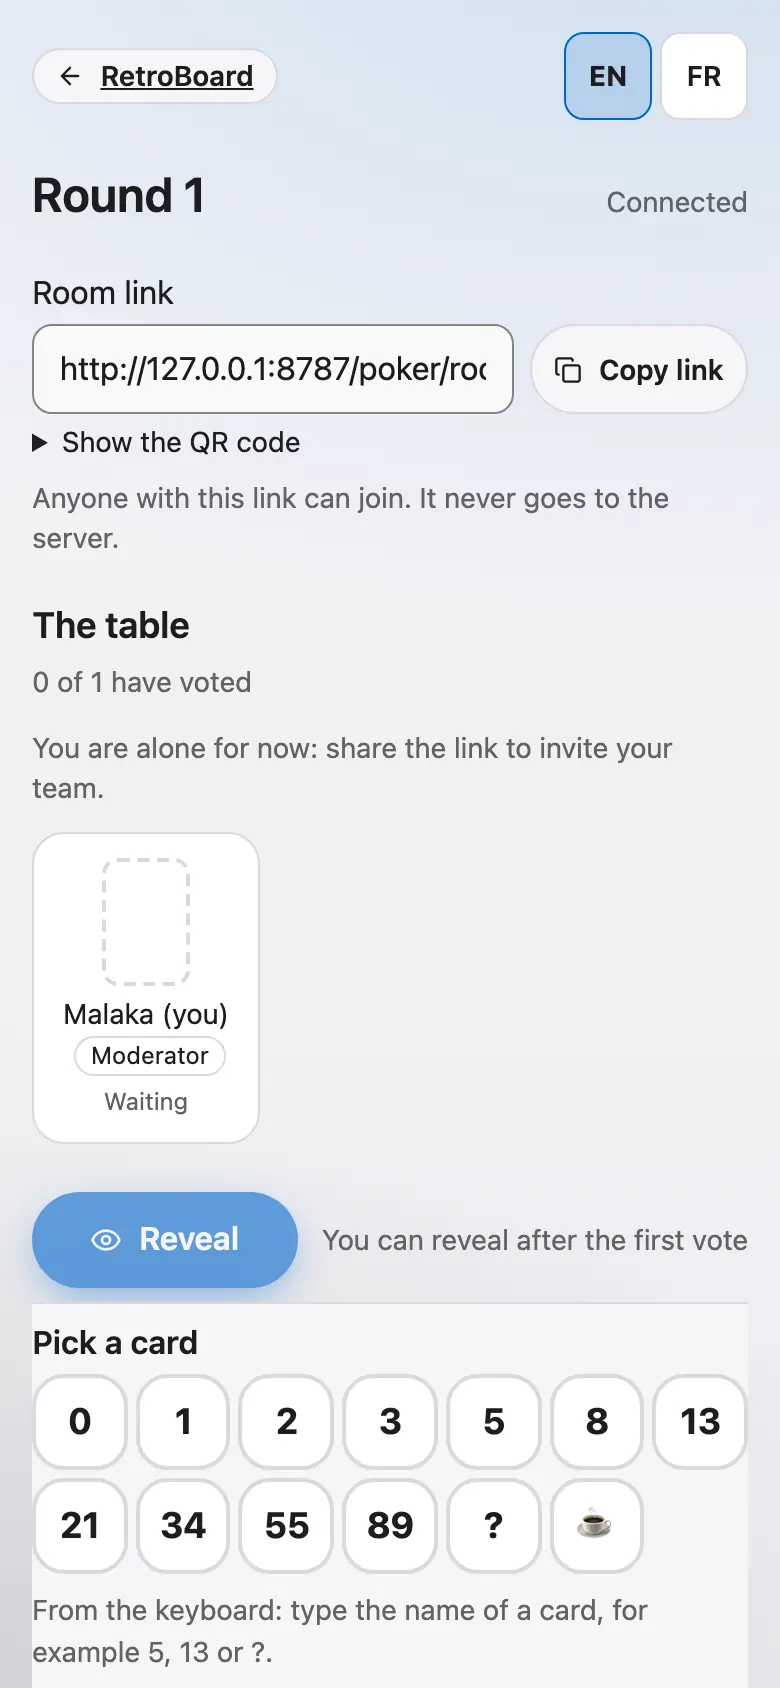 RetroBoard
EN
FR
Round 1
Connected
Room link
http://127.0.0.1:8787/poker/roo
Copy link
Show the QR code
Anyone with this link can join. It never goes to the
server.
The table
0 of 1 have voted
You are alone for now: share the link to invite your
team.
Malaka (you)
Moderator
Waiting
Reveal
You can reveal after the first vote
Pick a card
0 1 2 3 5 8 13
21 34 55 89 ?
From the keyboard: type the name of a card, for
example 5, 13 or ?.